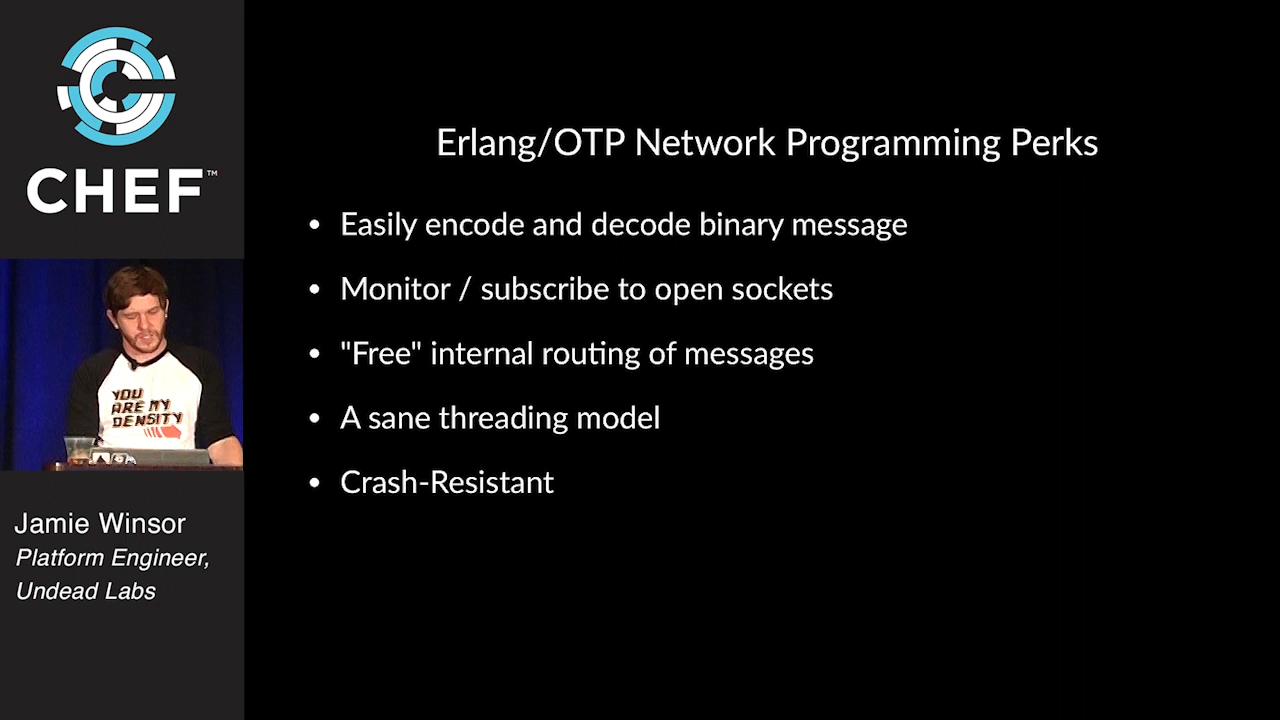 CHEF™
YOU
ARE MY
DENSITY
Jamie Winsor
Platform Engineer,
Undead Labs
Erlang/OTP Network Programming Perks
• Easily encode and decode binary message
• Monitor / subscribe to open sockets
• "Free" internal routing of messages
• A sane threading model
• Crash-Resistant